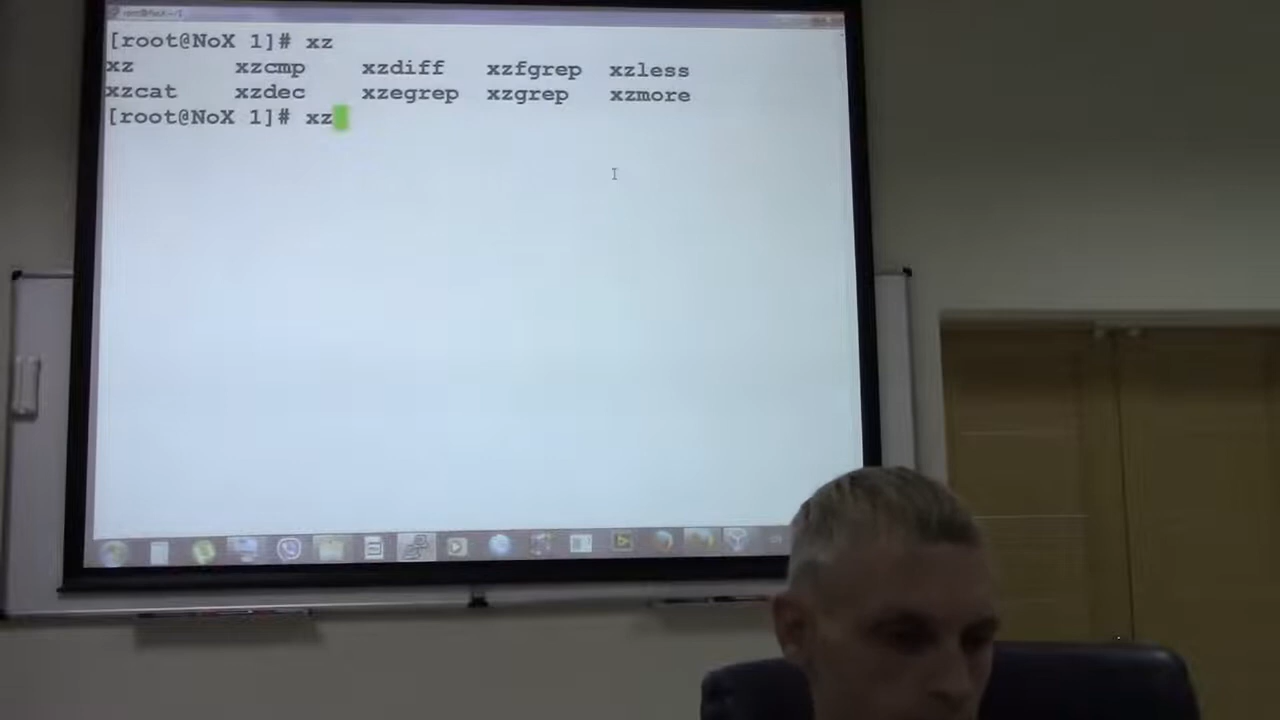 [root@NoX 1]# xz
xz xzcmp xzdiff xzfgrep xzless
xzcat xzdec xzegrep xzgrep xzmore
[root@NoX 1]# xz